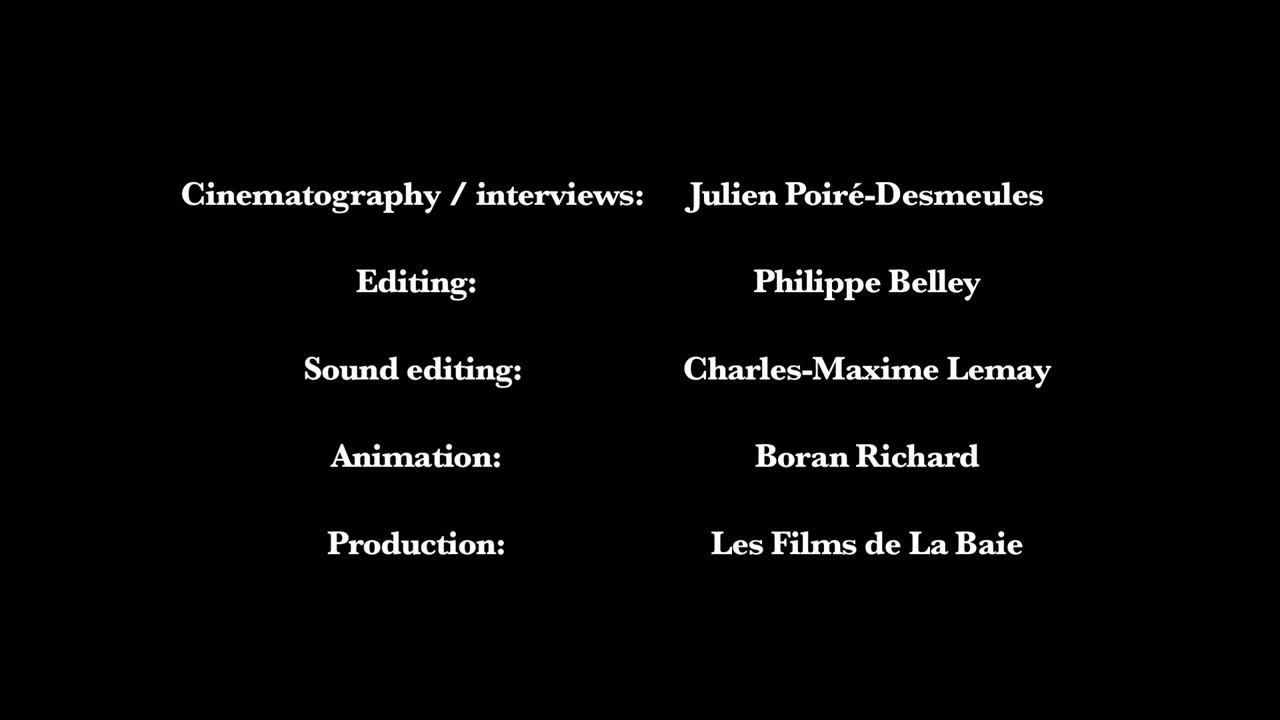 Cinematography / interviews: Julien Poiré-Desmeules
Editing: Philippe Belley
Sound editing: Charles-Maxime Lemay
Animation: Boran Richard
Production: Les Films de La Baie